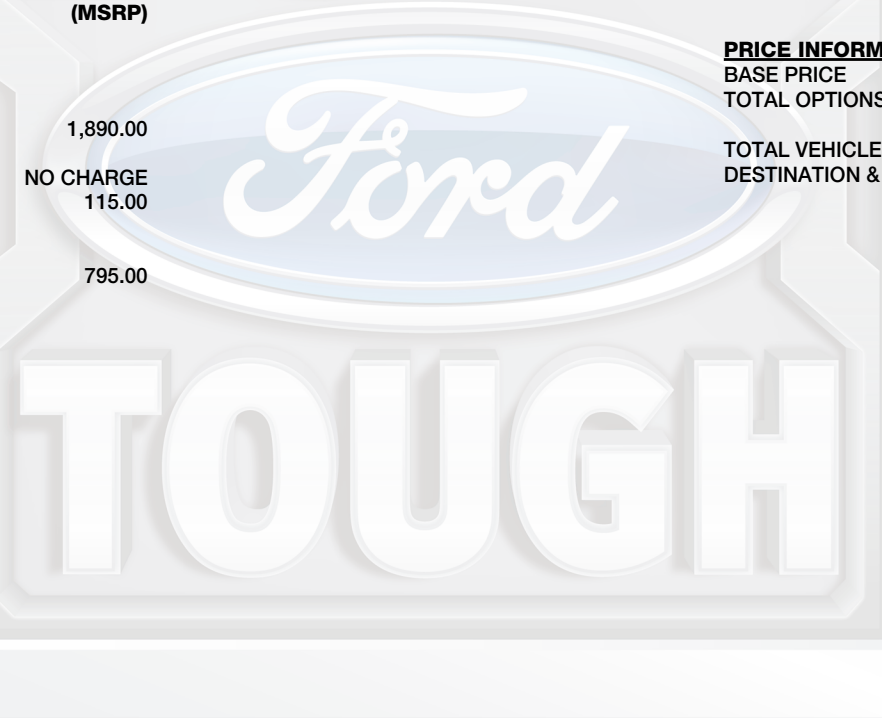 (MSRP)
1,890.00
NO CHARGE
115.00
795.00
PRICE INFORM
BASE PRICE
TOTAL OPTIONS
TOTAL VEHICLE
DESTINATION &
Ford
TOUGH